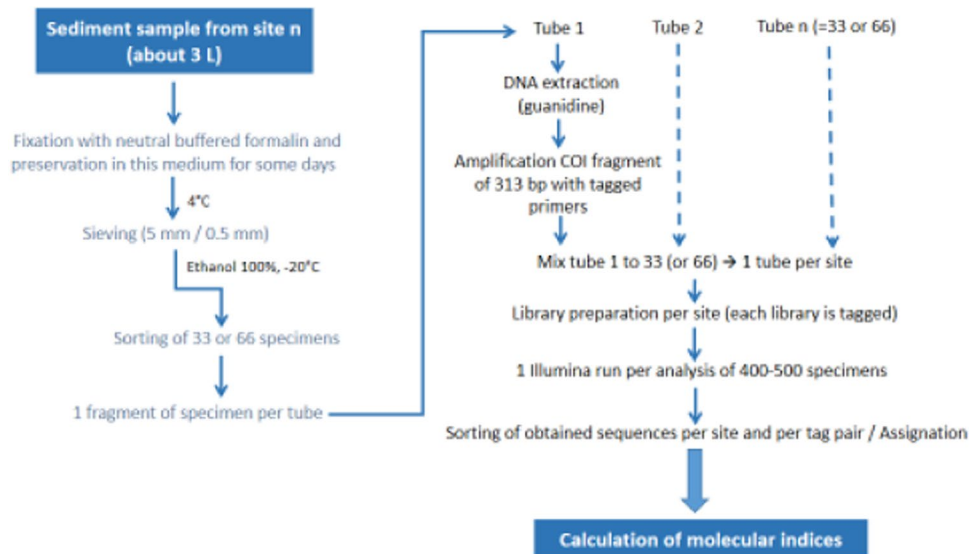 Sediment sample from site n
(about 3 L)
Fixation with neutral buffered formalin and
preservation in this medium for some days
4°C
Sieving (5 mm / 0.5 mm)
Ethanol 100%, -20°C
Sorting of 33 or 66 specimens
1 fragment of specimen per tube
Tube 1
Tube 2
Tube n (=33 or 66)
DNA extraction
(guanidine)
Amplification COI fragment
of 313 bp with tagged
primers
Mix tube 1 to 33 (or 66) → 1 tube per site
Library preparation per site (each library is tagged)
1 Illumina run per analysis of 400-500 specimens
Sorting of obtained sequences per site and per tag pair / Assignation
Calculation of molecular indices